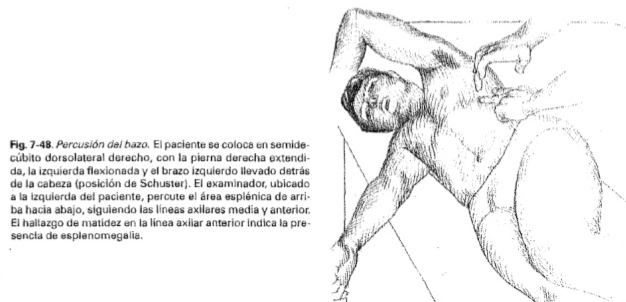 Fig. 7-48. Percusión del bazo. El paciente se coloca en semide-
cúbito dorsolateral derecho, con la pierna derecha extendi-
da, la izquierda flexionada y el brazo izquierdo llevado detrás
de la cabeza (posición de Schuster). El examinador, ubicado
a la izquierda del paciente, percute el área esplénica de arri-
ba hacia abajo, siguiendo las líneas axilares media y anterior.
El hallazgo de matidez en la línea axilar anterior indica la pre-
sencia de esplenomegalia.